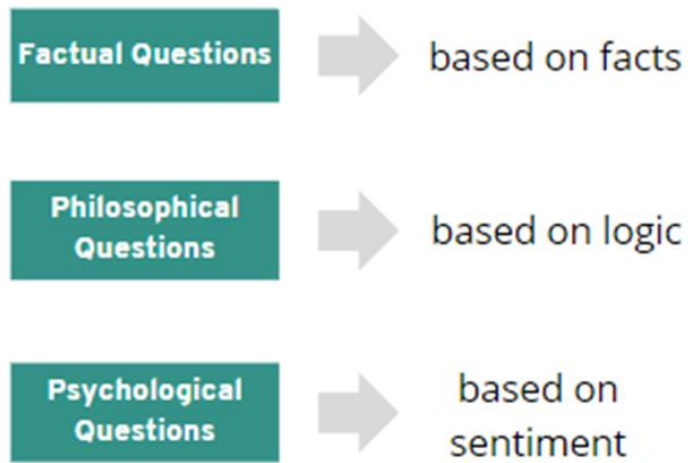 Factual Questions
based on facts
Philosophical
Questions
based on logic
Psychological
Questions
based on
sentiment